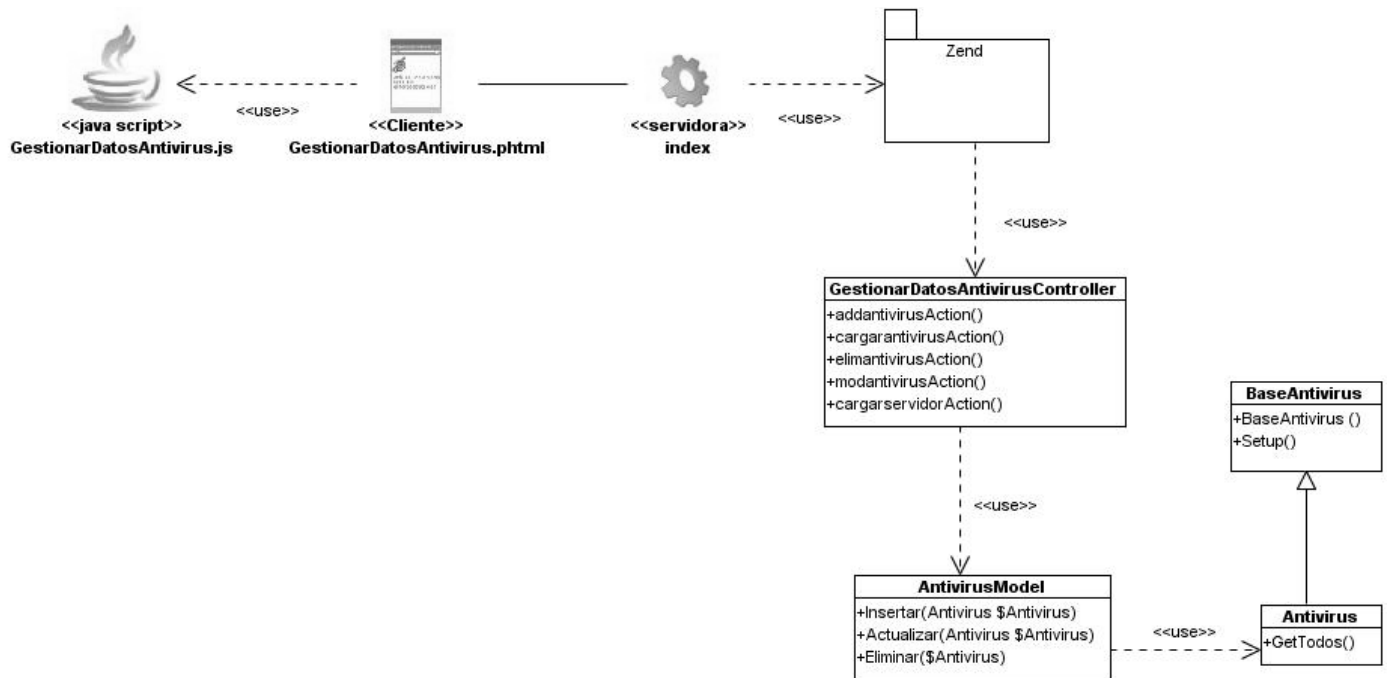 Zend
<<use>>
<<use>>
<<java script>>
GestionarDatosAntivirus.js
<<Cliente>>
GestionarDatosAntivirus.phtml
<<servidora>>
index
<<use>>
GestionarDatosAntivirusController
+addantivirusAction()
+cargarantivirusAction()
+elimantivirusAction()
+modantivirusAction()
+cargarservidorAction()
BaseAntivirus
+BaseAntivirus ()
+Setup()
<<use>>
AntivirusModel
+Insertar(Antivirus $Antivirus)
+Actualizar(Antivirus $Antivirus)
+Eliminar($Antivirus)
<<use>>
Antivirus
+GetTodos()